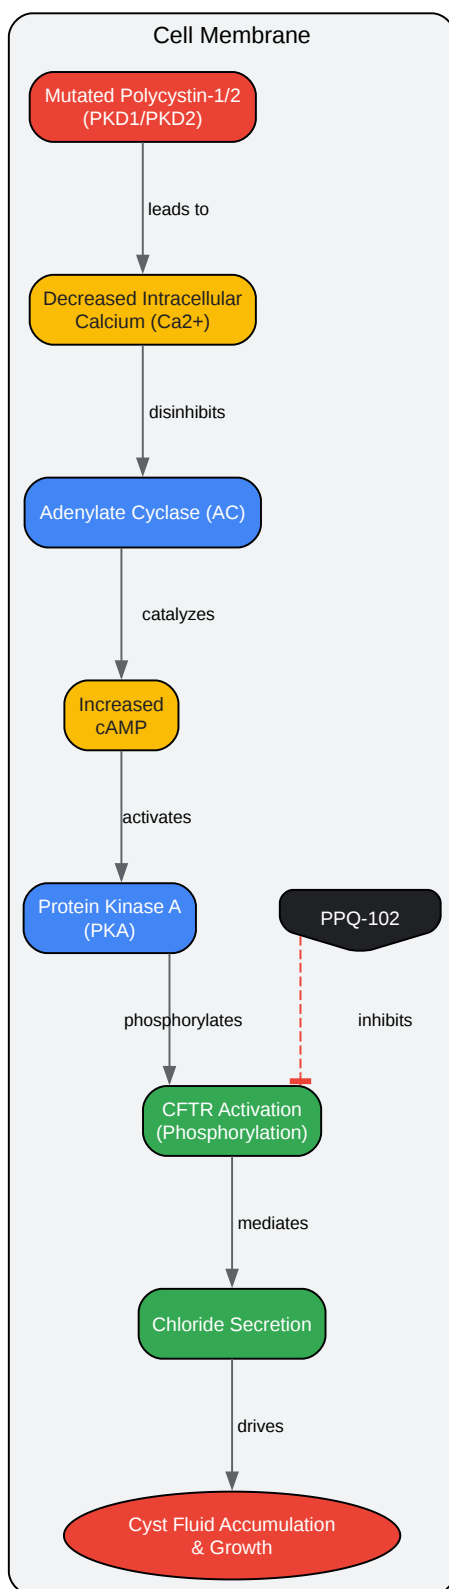 Cell Membrane
Mutated Polycystin-1/2
(PKD1/PKD2)
leads to
Decreased Intracellular
Calcium (Ca2+)
disinhibits
Adenylate Cyclase (AC)
catalyzes
Increased
cAMP
activates
Protein Kinase A
(PKA)
PPQ-102
phosphorylates
inhibits
CFTR Activation
(Phosphorylation)
mediates
Chloride Secretion
drives
Cyst Fluid Accumulation
& Growth